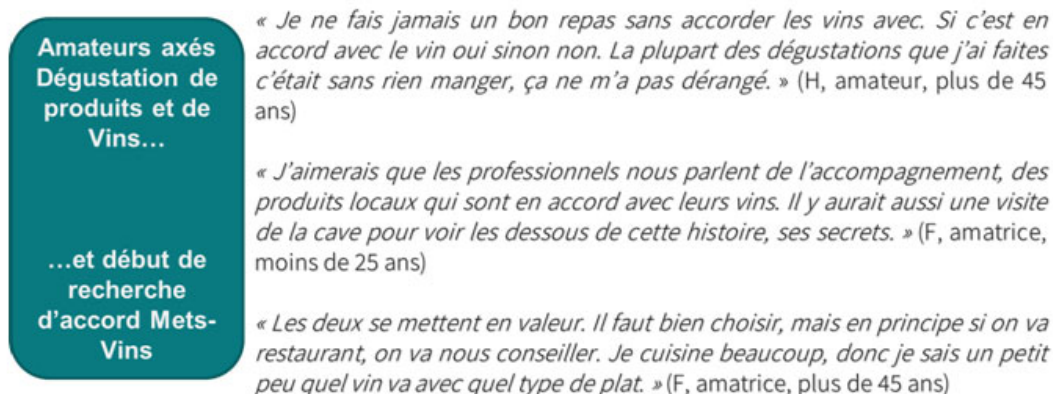 Amateurs axés
Dégustation de
produits et de
Vins…
…et début de
recherche
d’accord Mets-
Vins
« Je ne fais jamais un bon repas sans accorder les vins avec. Si c’est en
accord avec le vin oui sinon non. La plupart des dégustations que j’ai faites
c’était sans rien manger, ça ne m’a pas dérangé. » (H, amateur, plus de 45
ans)
« J’aimerais que les professionnels nous parlent de l’accompagnement, des
produits locaux qui sont en accord avec leurs vins. Il y aurait aussi une visite
de la cave pour voir les dessous de cette histoire, ses secrets. » (F, amatrice,
moins de 25 ans)
« Les deux se mettent en valeur. Il faut bien choisir, mais en principe si on va
restaurant, on va nous conseiller. Je cuisine beaucoup, donc je sais un petit
peu quel vin va avec quel type de plat. » (F, amatrice, plus de 45 ans)